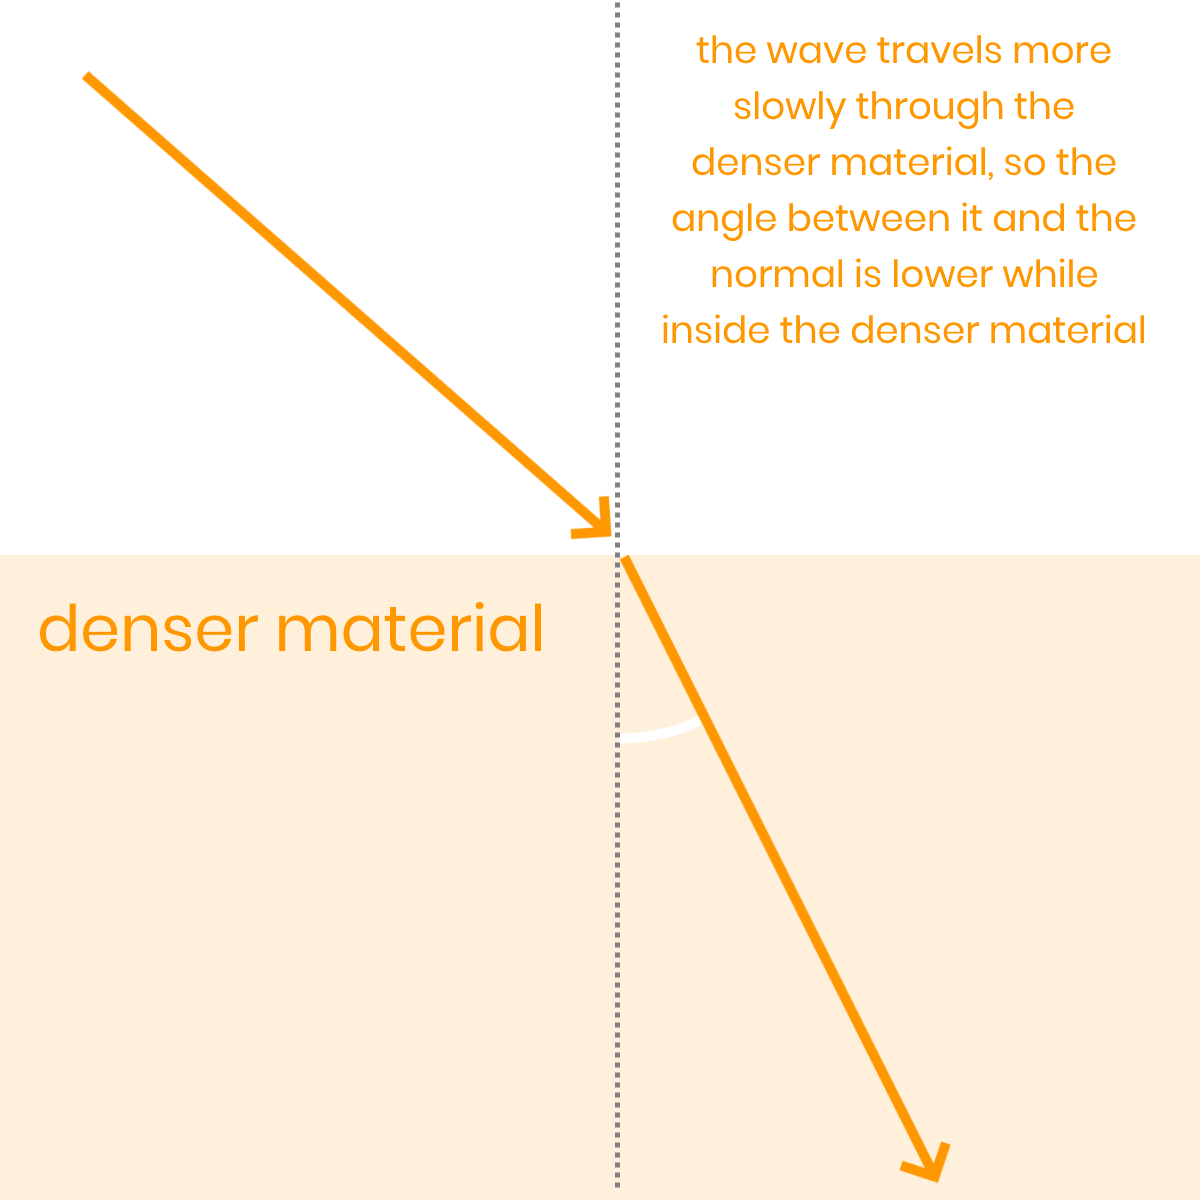 the wave travels more
slowly through the
denser material, so the
angle between it and the
normal is lower while
inside the denser material
denser material